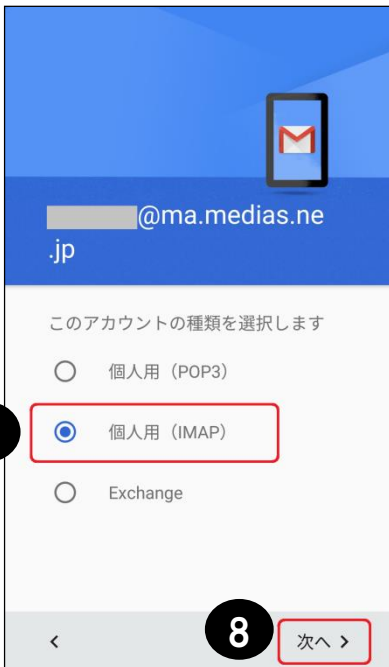 @ma.medias.ne
.jp
このアカウントの種類を選択します
個人用（POP3）
個人用（IMAP）
Exchange
8
次へ